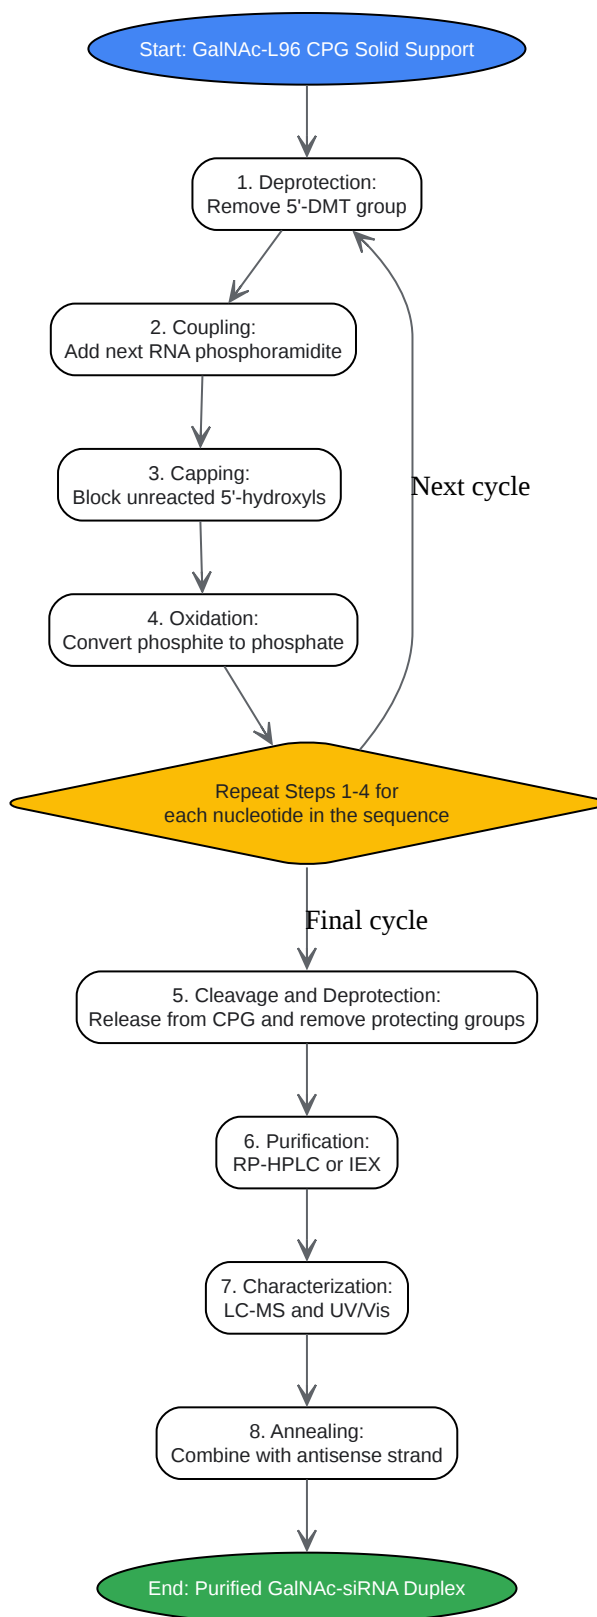 Start: GalNAc-L96 CPG Solid Support
1. Deprotection:
Remove 5'-DMT group
2. Coupling:
Add next RNA phosphoramidite
3. Capping:
Block unreacted 5'-hydroxyls
Next cycle
4. Oxidation:
Convert phosphite to phosphate
Repeat Steps 1-4 for
each nucleotide in the sequence
Final cycle
5. Cleavage and Deprotection:
Release from CPG and remove protecting groups
6. Purification:
RP-HPLC or IEX
7. Characterization:
LC-MS and UV/Vis
8. Annealing:
Combine with antisense strand
End: Purified GalNAc-siRNA Duplex